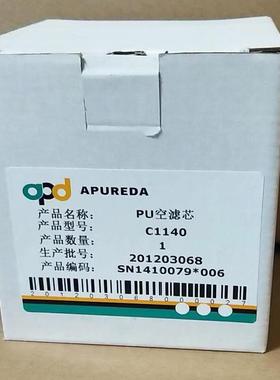 apd APUREDA
产品名称: PU空滤芯
产品型号: C1140
产品数量: 1
生产批号: 201203068
产品编码: SN1410079*006